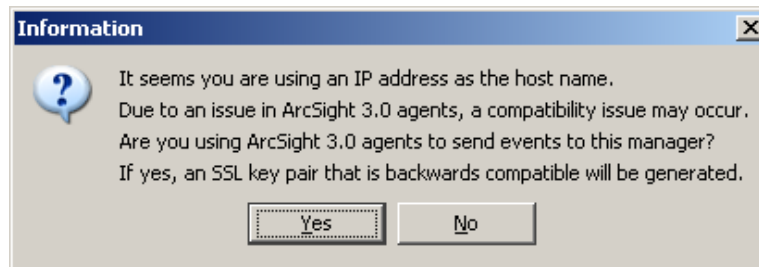 Information
It seems you are using an IP address as the host name.
Due to an issue in ArcSight 3.0 agents, a compatibility issue may occur.
Are you using ArcSight 3.0 agents to send events to this manager?
If yes, an SSL key pair that is backwards compatible will be generated.
Yes No